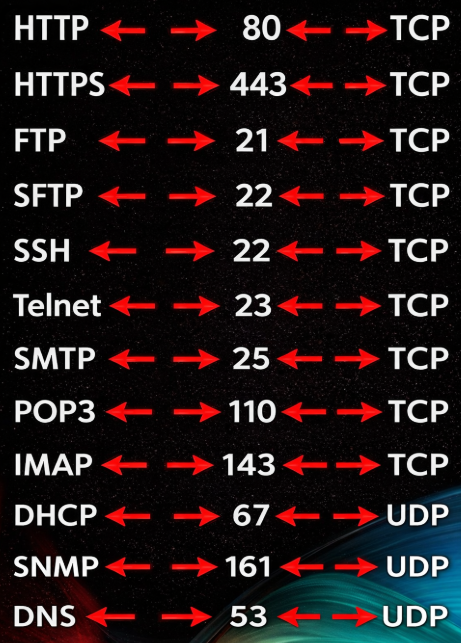 HTTP 80 TCP
HTTPS 443 TCP
FTP 21 TCP
SFTP 22 TCP
SSH 22 TCP
Telnet 23 TCP
SMTP 25 TCP
POP3 110 TCP
IMAP 143 TCP
DHCP 67 UDP
SNMP 161 UDP
DNS 53 UDP